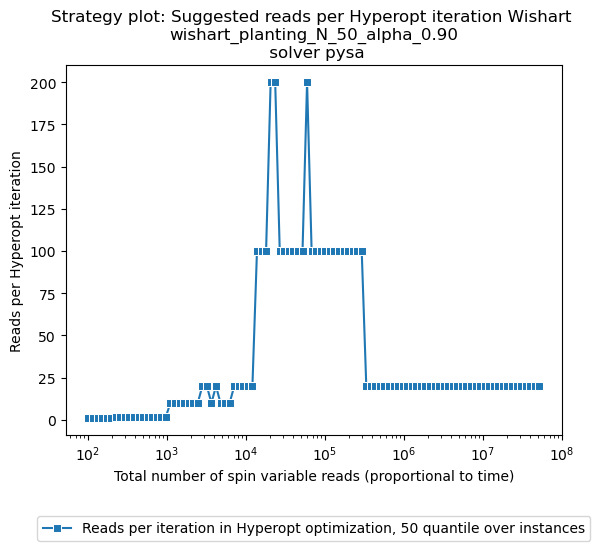 Strategy plot: Suggested reads per Hyperopt iteration Wishart
wishart_planting_N_50_alpha_0.90
solver pysa
Reads per Hyperopt iteration
200
175
150
125
100
75
50
25
0
10² 10³ 10⁴ 10⁵ 10⁶ 10⁷ 10⁸
Total number of spin variable reads (proportional to time)
Reads per iteration in Hyperopt optimization, 50 quantile over instances